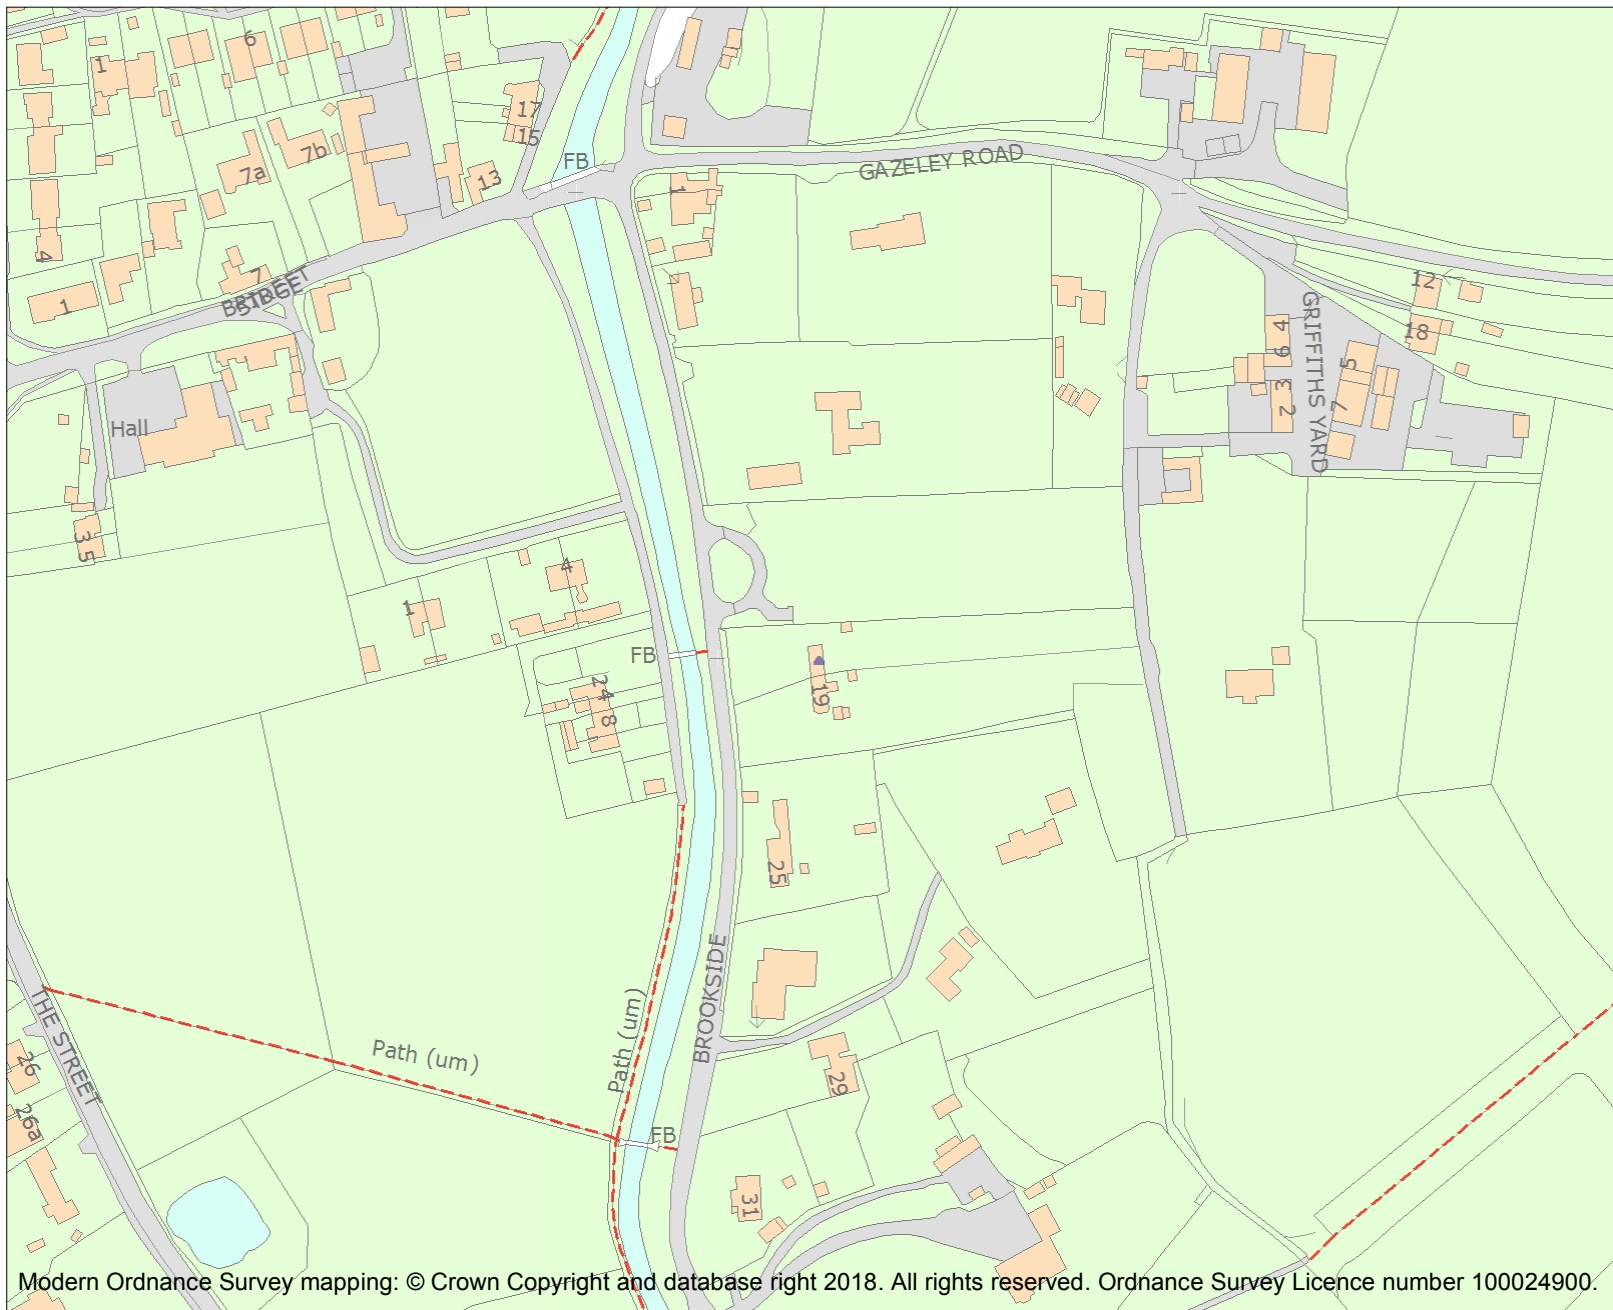 6
1
17
15
FB
7b
13
7a
GAZELEY ROAD
1
4
7
BRIDGE
STREET
1
12
GRIFFITHS YARD
4
18
6
5
3
2
7
Hall
3
5
4
1
FB
2
4
8
19
25
BROOKSIDE
THE STREET
Path (um)
Path (um)
26
29
26a
FB
31
Modern Ordnance Survey mapping: © Crown Copyright and database right 2018. All rights reserved. Ordnance Survey Licence number 100024900.